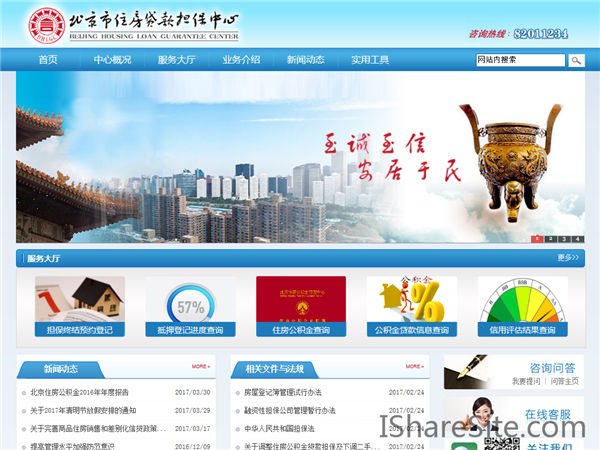 北京市住房贷款担保中心
BEIJING HOUSING LOAN GUARANTEE CENTER
BHLGC
咨询热线：82011234
首页 中心概况 服务大厅 业务介绍 新闻动态 实用工具
网站内搜索
至诚至信
安居于民
1 2 3 4
服务大厅 更多>>
57%
公积金
担保终结预约登记 抵押登记进度查询 住房公积金查询 公积金贷款信息查询 信用评估结果查询
新闻动态 MORE
北京住房公积金2016年年度报告 2017/03/30
关于2017年清明节放假安排的通知 2017/03/29
关于完善商品住房销售和差别化信贷政策... 2017/03/17
提高管理水平加强防范意识 2016/12/09
相关文件与法规 MORE
房屋登记簿管理试行办法 2017/02/24
融资性担保公司管理暂行办法 2017/02/24
中华人民共和国担保法 2017/02/24
关于调整住房公积金贷款担保及下调二手... 
咨询问答
我要提问 | 问答主页
在线客服
关注我们
ISharesite.com